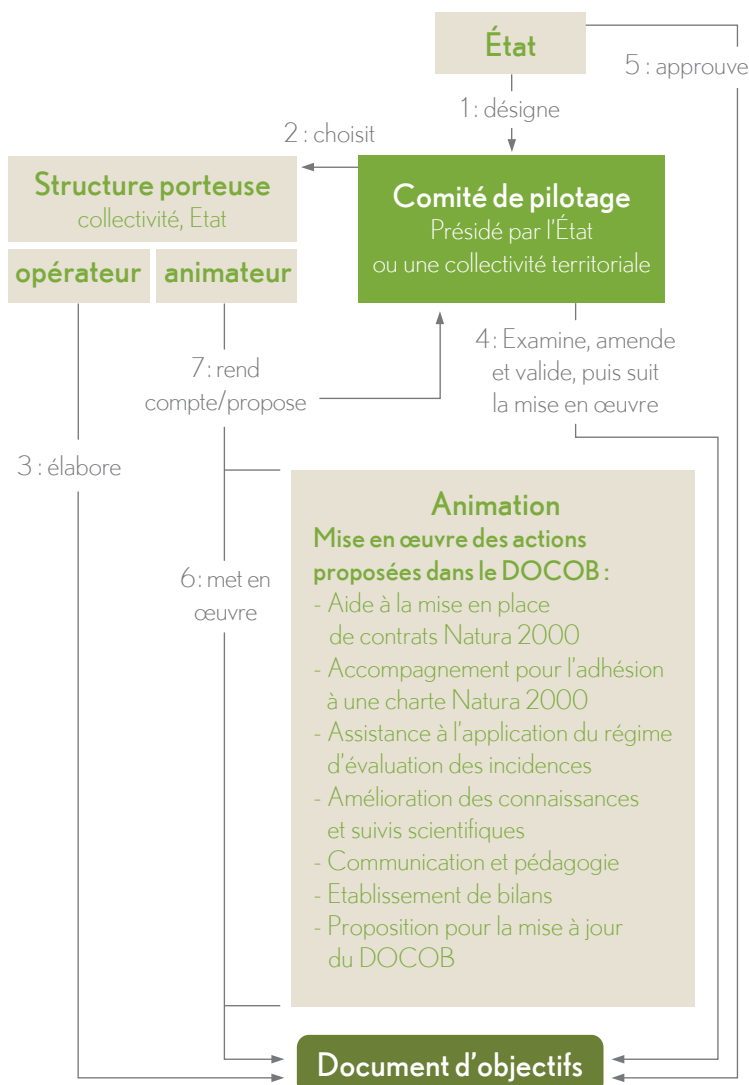 État
5 : approuve
1 : désigne
2 : choisit
Structure porteuse
collectivité, Etat
opérateur
animateur
Comité de pilotage
Présidé par l'État
ou une collectivité territoriale
7 : rend
compte/propose
4 : Examine, amende
et valide, puis suit
la mise en œuvre
3 : élabore
6 : met en
œuvre
Animation
Mise en œuvre des actions
proposées dans le DOCOB :
- Aide à la mise en place
de contrats Natura 2000
- Accompagnement pour l'adhésion
à une charte Natura 2000
- Assistance à l'application du régime
d'évaluation des incidences
- Amélioration des connaissances
et suivis scientifiques
- Communication et pédagogie
- Etablissement de bilans
- Proposition pour la mise à jour
du DOCOB
Document d'objectifs